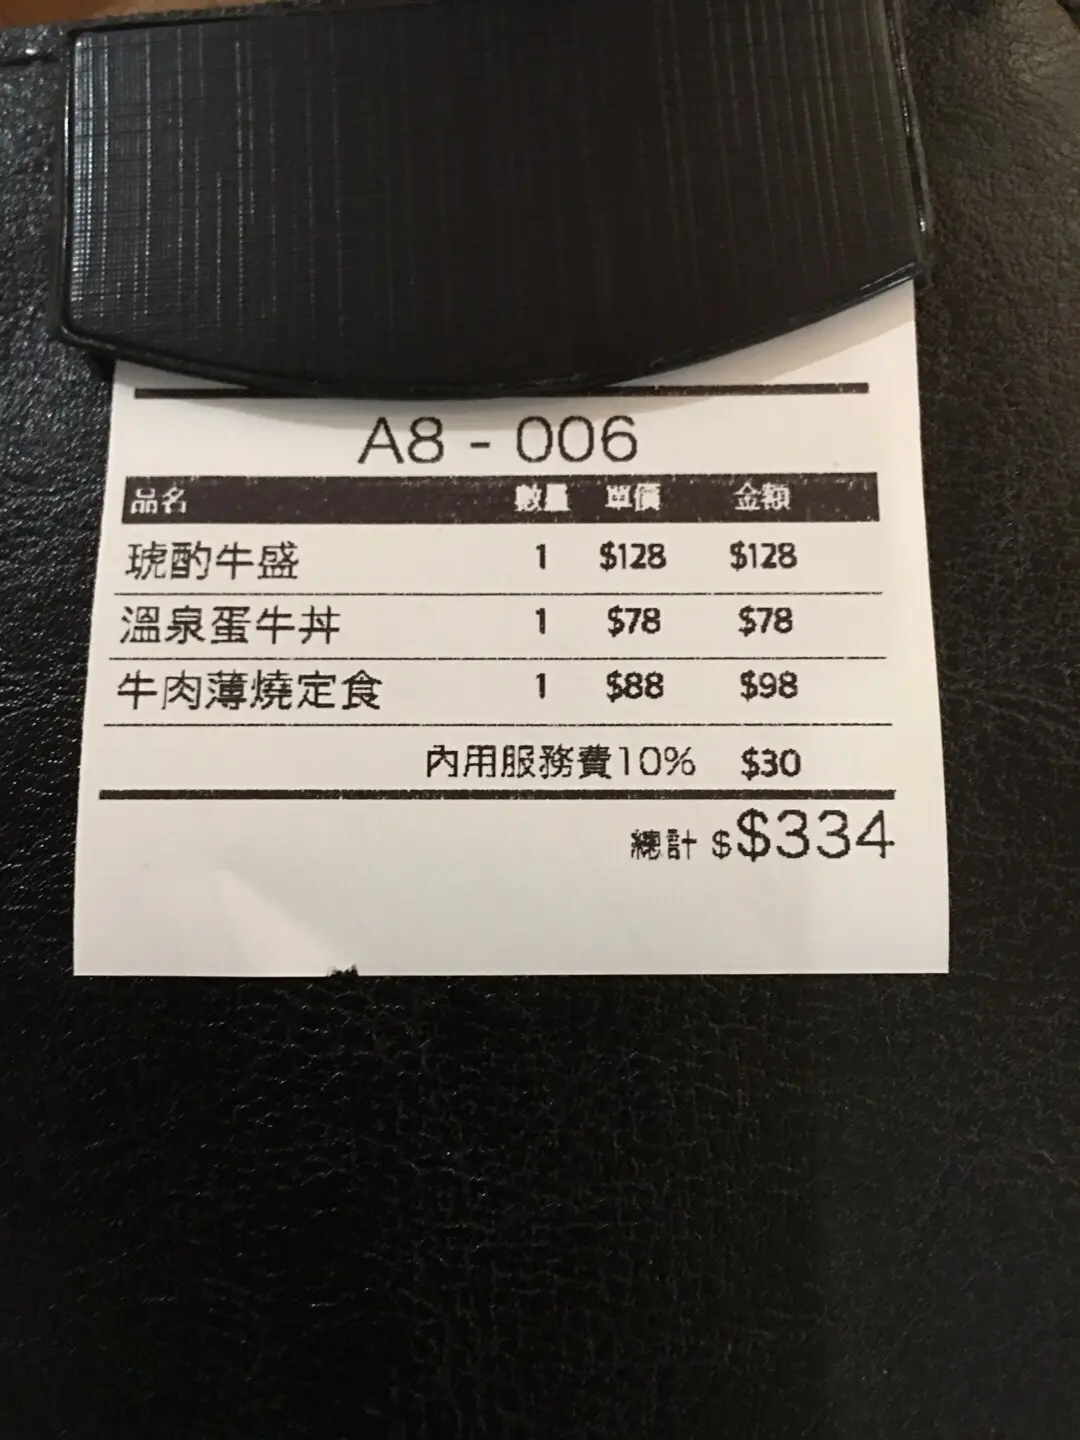 A8 - 006
品名 數量 單價 金額
琥酌牛盛 1 $128 $128
溫泉蛋牛丼 1 $78 $78
牛肉薄燒定食 1 $88 $98
內用服務費10% $30
總計 $$334